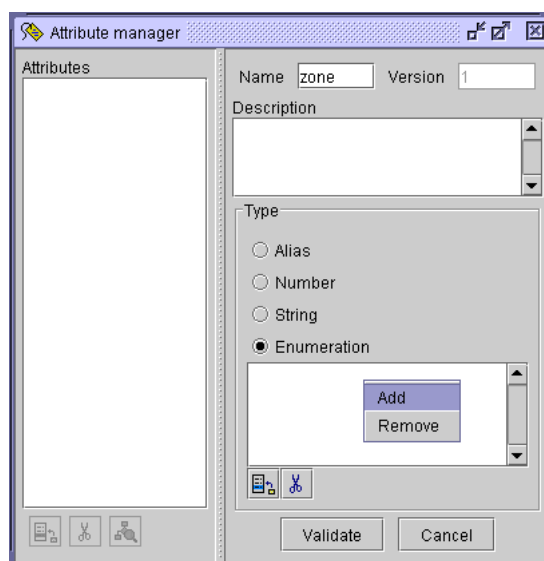 Attribute manager
Attributes
Name zone Version 1
Description
Type
Alias
Number
String
Enumeration
Add
Remove
Validate Cancel